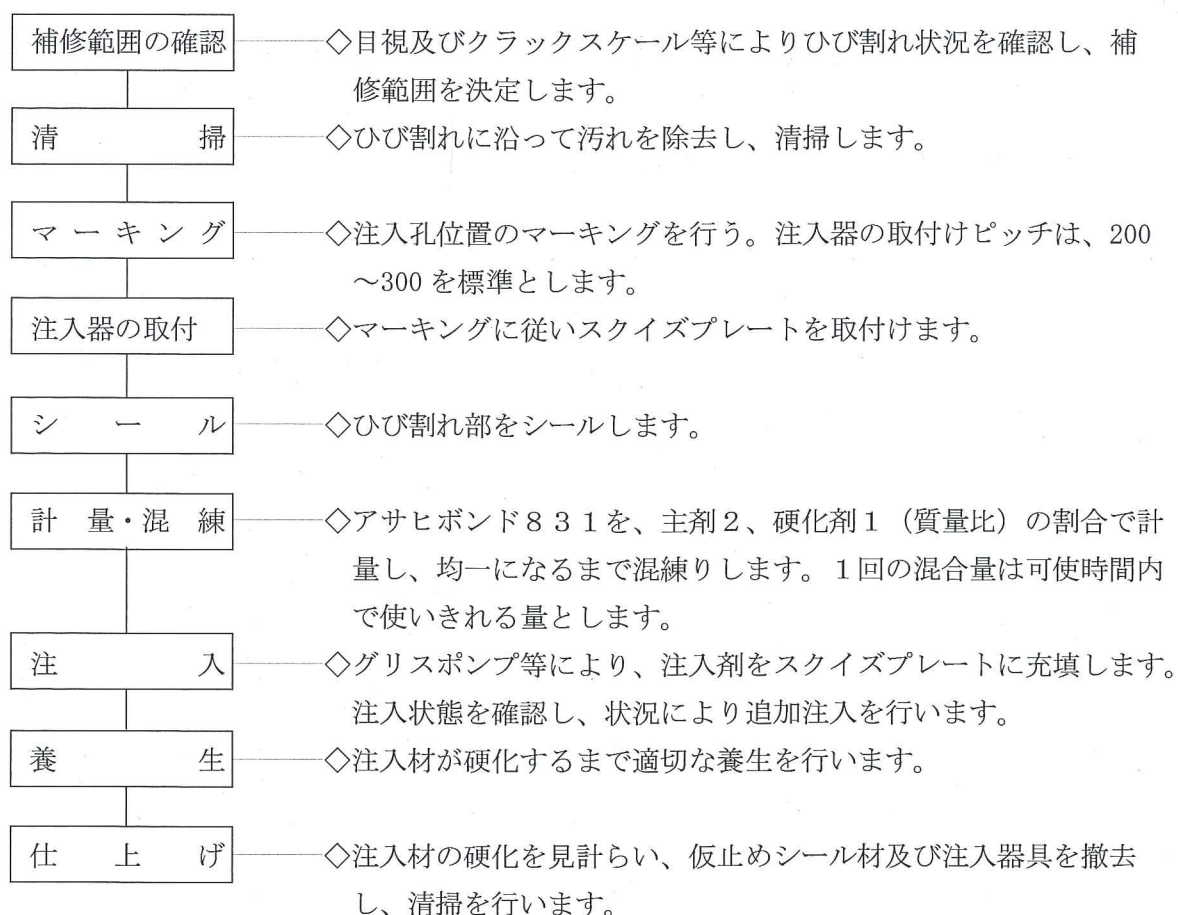 補修範囲の確認 ◇目視及びクラックスケール等によりひび割れ状況を確認し、補
修範囲を決定します。
清 掃 ◇ひび割れに沿って汚れを除去し、清掃します。
マーキング ◇注入孔位置のマーキングを行う。注入器の取付けピッチは、200
～300 を標準とします。
注入器の取付 ◇マーキングに従いスクイズプレートを取付けます。
シ ー ル ◇ひび割れ部をシールします。
計 量・混 練 ◇アサヒボンド８３１を、主剤２、硬化剤１（質量比）の割合で計
量し、均一になるまで混練りします。１回の混合量は可使時間内
で使いきれる量とします。
注 入 ◇グリスポンプ等により、注入剤をスクイズプレートに充填します。
注入状態を確認し、状況により追加注入を行います。
養 生 ◇注入材が硬化するまで適切な養生を行います。
仕 上 げ ◇注入材の硬化を見計らい、仮止めシール材及び注入器具を撤去
し、清掃を行います。